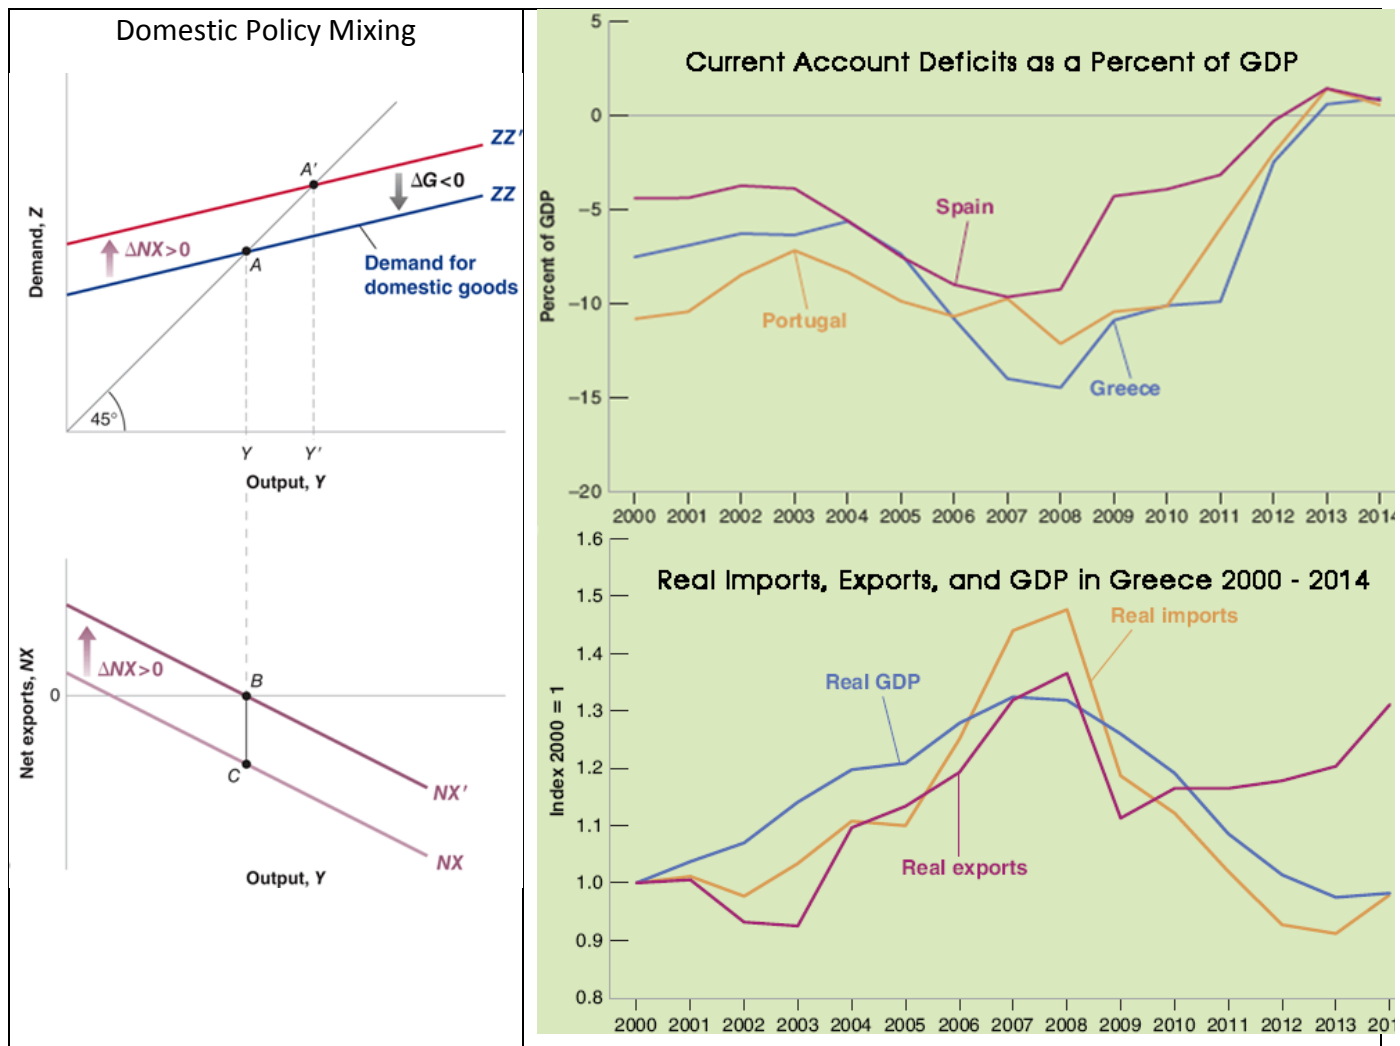 Domestic Policy Mixing
ZZ'
A'
ΔG<0
ZZ
ΔNX>0
A
Demand for
domestic goods
Demand, Z
45°
Y
Y'
Output, Y
ΔNX>0
B
0
C
NX'
NX
Net exports, NX
Output, Y
Current Account Deficits as a Percent of GDP
5
0
−5
−10
−15
−20
Percent of GDP
Spain
Portugal
Greece
2000 2001 2002 2003 2004 2005 2006 2007 2008 2009 2010 2011 2012 2013 2014
Real Imports, Exports, and GDP in Greece 2000 - 2014
1.6
1.5
1.4
1.3
1.2
1.1
1.0
0.9
0.8
Index 2000 = 1
Real imports
Real GDP
Real exports
2000 2001 2002 2003 2004 2005 2006 2007 2008 2009 2010 2011 2012 2013 201